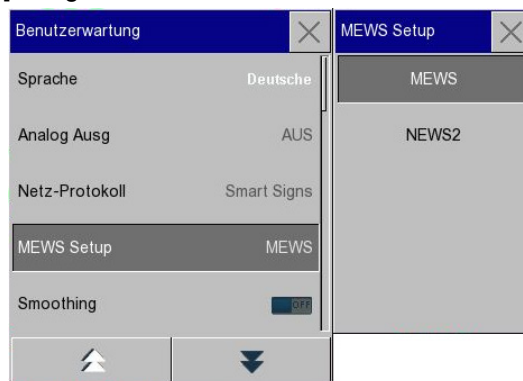 Benutzerwartung
Sprache Deutsche
Analog Ausg AUS
Netz-Protokoll Smart Signs
MEWS Setup MEWS
Smoothing OFF
MEWS Setup
MEWS
NEWS2